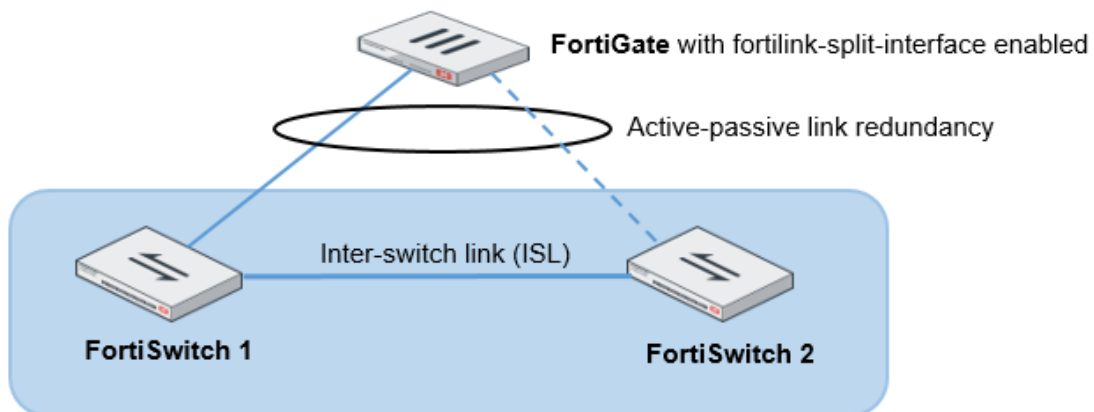 FortiGate with fortilink-split-interface enabled
Active-passive link redundancy
Inter-switch link (ISL)
FortiSwitch 1
FortiSwitch 2